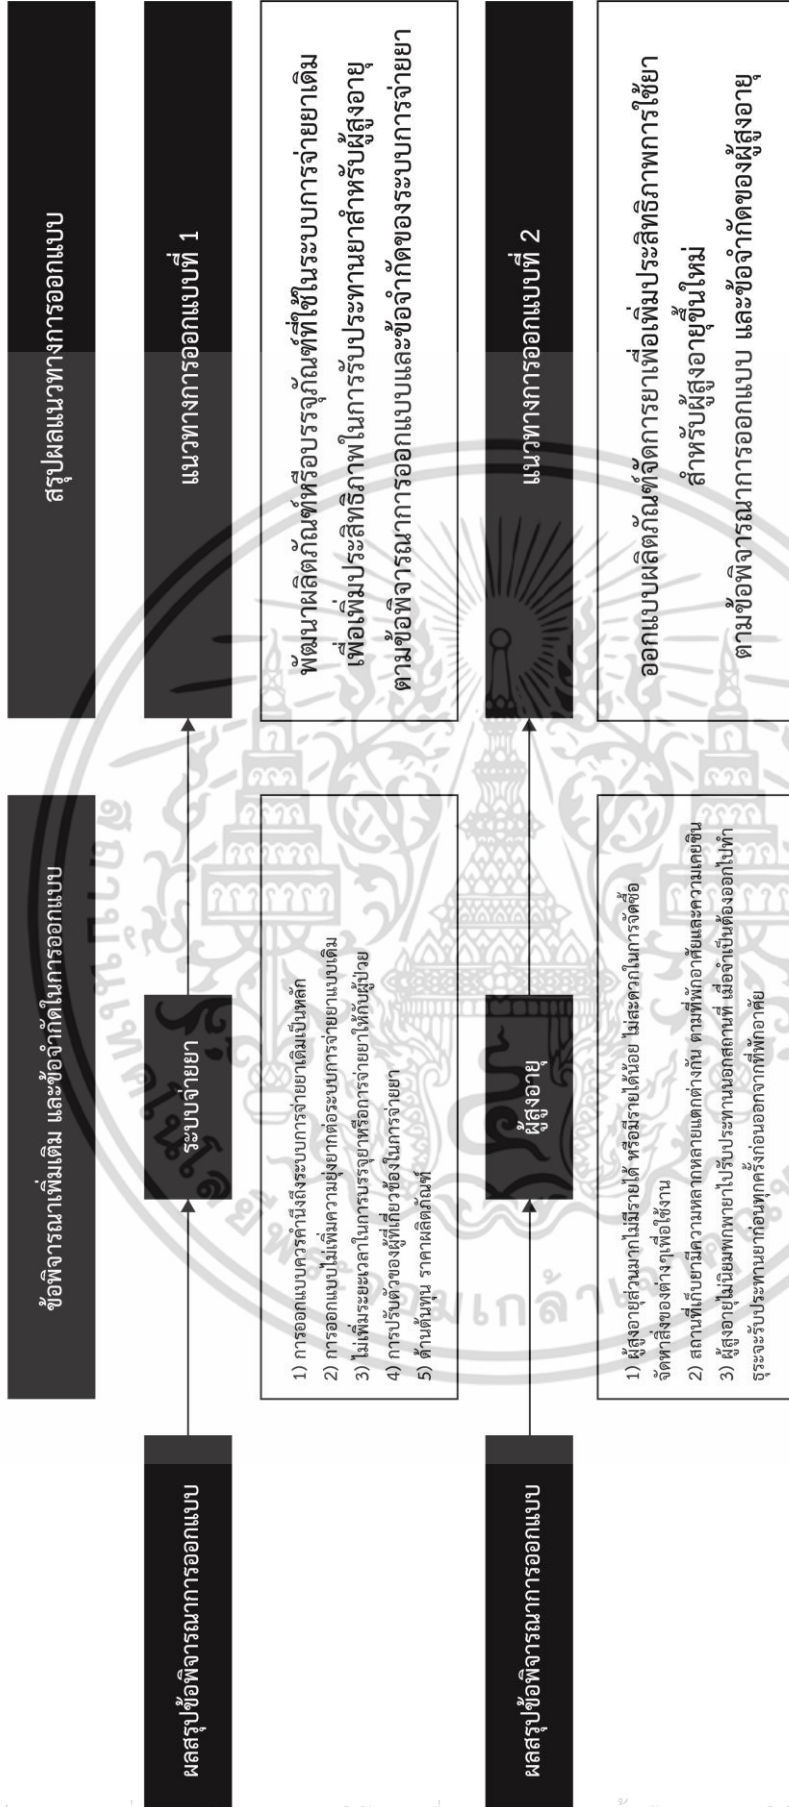 ข้อพิจารณาเพิ่มเติม และข้อจำกัดในการออกแบบ
สรุปผลแนวทางการออกแบบ
ผลสรุปข้อพิจารณาการออกแบบ
ระบบจ่ายยา
แนวทางการออกแบบที่ 1
1) การออกแบบควรคำนึงถึงระบบการจ่ายยาเดิมเป็นหลัก
2) การออกแบบไม่เพิ่มความยุ่งยากต่อระบบการจ่ายยาแบบเดิม
3) ไม่เพิ่มระยะเวลาในการบรรจุยาหรือการจ่ายยาให้กับผู้ป่วย
4) การปรับตัวของผู้ที่เกี่ยวข้องในการจ่ายยา
5) ด้านต้นทุน ราคาผลิตภัณฑ์
พัฒนาผลิตภัณฑ์หรือบรรจุภัณฑ์ที่ใช้ในระบบการจ่ายยาเดิม
เพื่อเพิ่มประสิทธิภาพในการรับประทานยาสำหรับผู้สูงอายุ
ตามข้อพิจารณาการออกแบบและข้อจำกัดของระบบการจ่ายยา
ผลสรุปข้อพิจารณาการออกแบบ
ผู้สูงอายุ
แนวทางการออกแบบที่ 2
1) ผู้สูงอายุส่วนมากไม่มีรายได้ หรือมีรายได้น้อย ไม่สะดวกในการจัดซื้อ
จัดหาสิ่งของต่างๆเพื่อใช้งาน
2) สถานที่เก็บยามีความหลากหลายแตกต่างกัน ตามที่พักอาศัยและความเคยชิน
3) ผู้สูงอายุไม่นิยมพกพายาไปรับประทานนอกสถานที่ เมื่อจำเป็นต้องออกไปทำ
ธุระจะรับประทานยาก่อนทุกครั้งก่อนออกจากที่พักอาศัย
ออกแบบผลิตภัณฑ์จัดการยาเพื่อเพิ่มประสิทธิภาพการใช้ยา
สำหรับผู้สูงอายุขึ้นใหม่
ตามข้อพิจารณาการออกแบบ และข้อจำกัดของผู้สูงอายุ